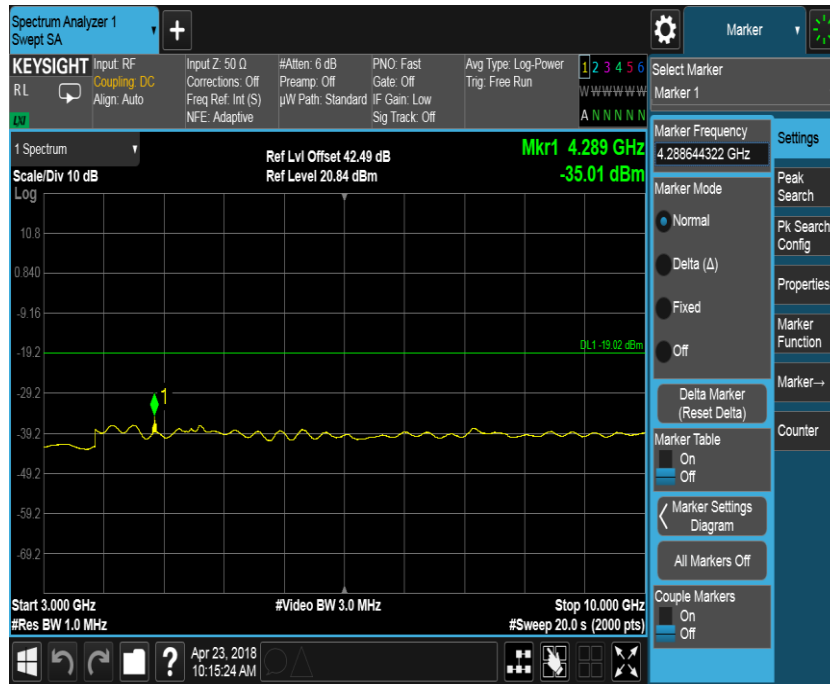 Spectrum Analyzer 1
Swept SA
+
Marker
KEYSIGHT
RL
LXI
Input: RF
Coupling: DC
Align: Auto
Input Z: 50 Ω
Corrections: Off
Freq Ref: Int (S)
NFE: Adaptive
#Atten: 6 dB
Preamp: Off
µW Path: Standard
PNO: Fast
Gate: Off
IF Gain: Low
Sig Track: Off
Avg Type: Log-Power
Trig: Free Run
1 2 3 4 5 6
W W W W W W
A N N N N N
Select Marker
Marker 1
1 Spectrum
Scale/Div 10 dB
Log
Ref Lvl Offset 42.49 dB
Ref Level 20.84 dBm
Mkr1 4.289 GHz
-35.01 dBm
10.8
0.840
-9.16
-19.2
-29.2
-39.2
-49.2
-59.2
-69.2
DL1 -19.02 dBm
1
Start 3.000 GHz
#Res BW 1.0 MHz
#Video BW 3.0 MHz
Stop 10.000 GHz
#Sweep 20.0 s (2000 pts)
Marker Frequency
4.288644322 GHz
Marker Mode
Normal
Delta (Δ)
Fixed
Off
Delta Marker
(Reset Delta)
Marker Table
On
Off
Marker Settings
Diagram
All Markers Off
Couple Markers
On
Off
Settings
Peak
Search
Pk Search
Config
Properties
Marker
Function
Marker→
Counter
?
Apr 23, 2018
10:15:24 AM